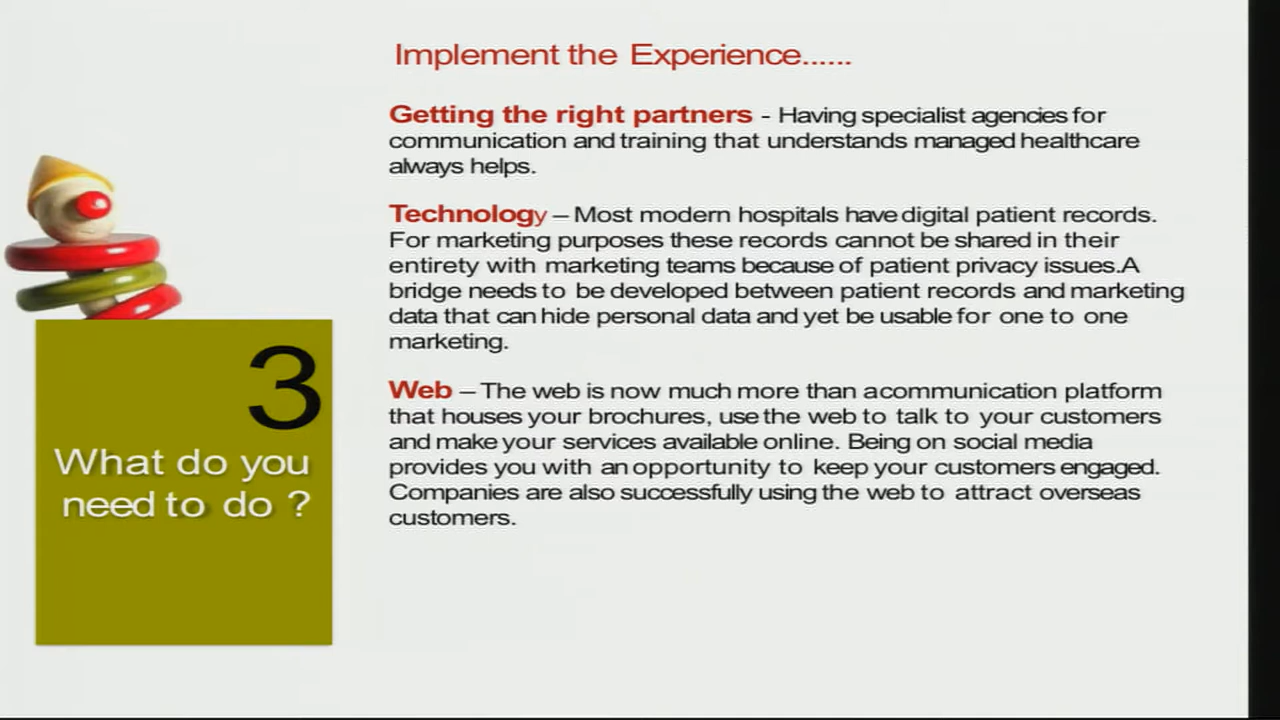 Implement the Experience......
Getting the right partners - Having specialist agencies for
communication and training that understands managed healthcare
always helps.
Technology – Most modern hospitals have digital patient records.
For marketing purposes these records cannot be shared in their
entirety with marketing teams because of patient privacy issues.A
bridge needs to be developed between patient records and marketing
data that can hide personal data and yet be usable for one to one
marketing.
Web – The web is now much more than a communication platform
that houses your brochures, use the web to talk to your customers
and make your services available online. Being on social media
provides you with an opportunity to keep your customers engaged.
Companies are also successfully using the web to attract overseas
customers.
3
What do you
need to do ?